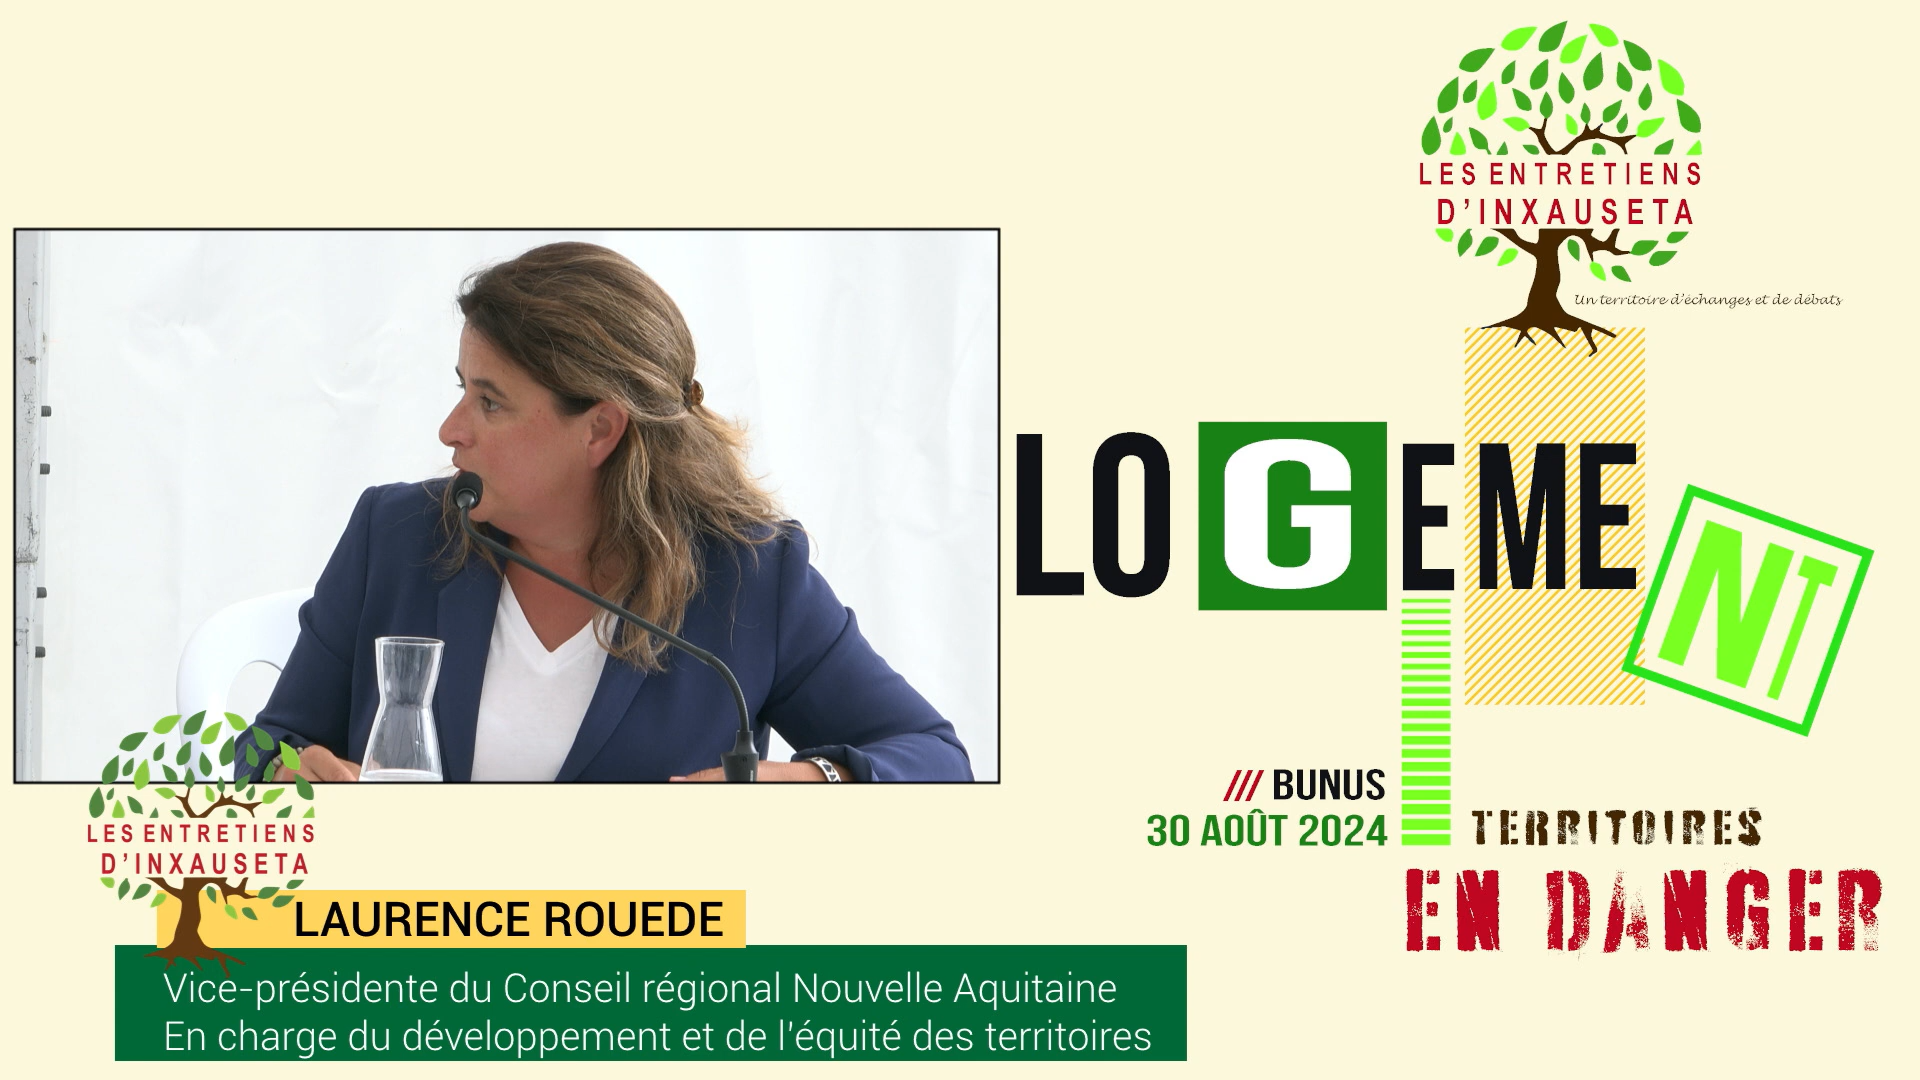 LES ENTRETIENS
D'INXAUSETA
Un territoire d'échanges et de débats
LOGEMENT
/// BUNUS
30 AOÛT 2024
TERRITOIRES
EN DANGER
LES ENTRETIENS
D'INXAUSETA
LAURENCE ROUEDE
Vice-présidente du Conseil régional Nouvelle Aquitaine
En charge du développement et de l'équité des territoires